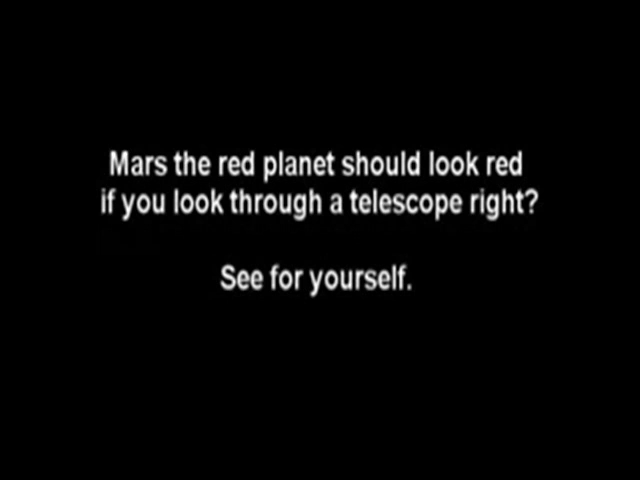 Mars the red planet should look red
if you look through a telescope right?
See for yourself.